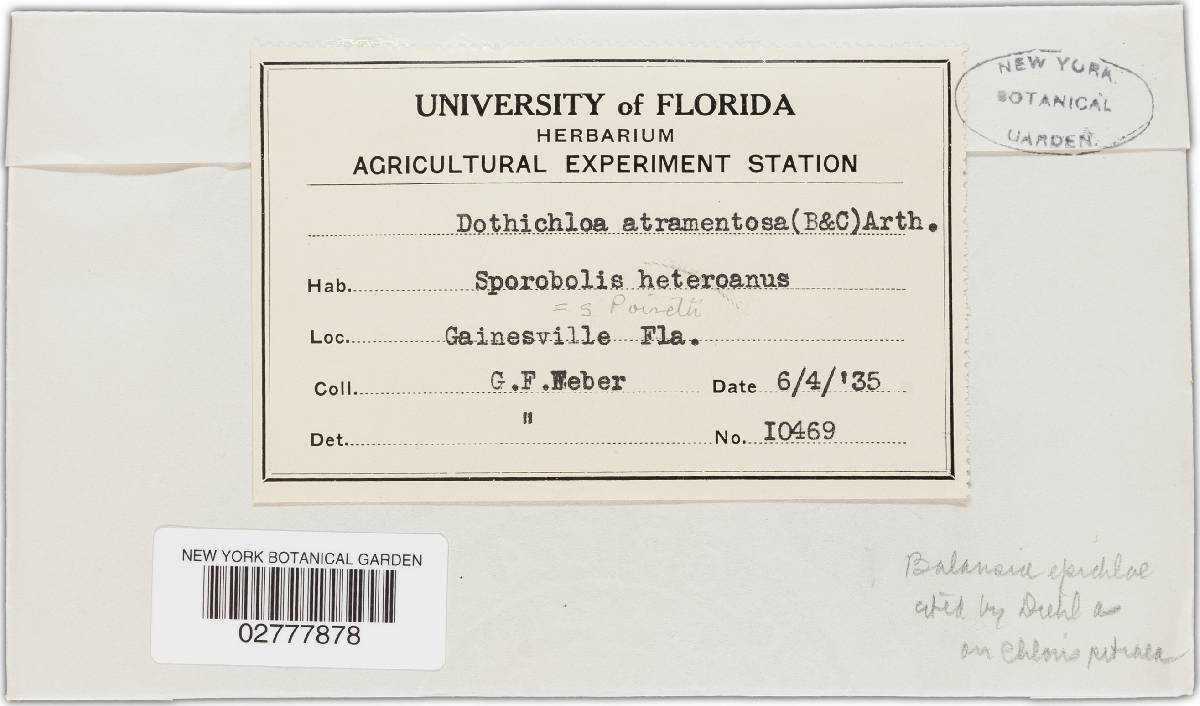 UNIVERSITY of FLORIDA
HERBARIUM
AGRICULTURAL EXPERIMENT STATION
NEW YORK
BOTANICAL
GARDEN.
Dothichloa atramentosa(B&C)Arth.
Hab. Sporobolis heteroanus
= S Poiretii
Loc. Gainesville Fla.
Coll. G.F.Weber Date 6/4/'35
Det. " No. I0469
NEW YORK BOTANICAL GARDEN
02777878
Balansia epichloe
cited by Diehl as
on Chloris petraea